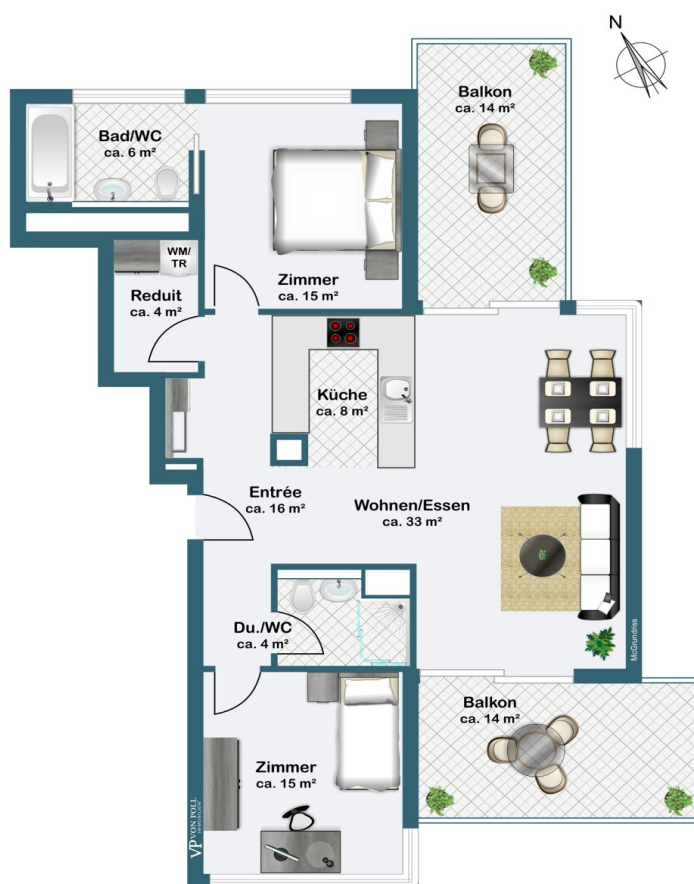 N
Balkon
ca. 14 m²
Bad/WC
ca. 6 m²
WM/
TR
Zimmer
ca. 15 m²
Reduit
ca. 4 m²
Küche
ca. 8 m²
Entrée
ca. 16 m²
Wohnen/Essen
ca. 33 m²
Du./WC
ca. 4 m²
McGrundriss
Balkon
ca. 14 m²
Zimmer
ca. 15 m²
VP VON POLL
IMMOBILIEN